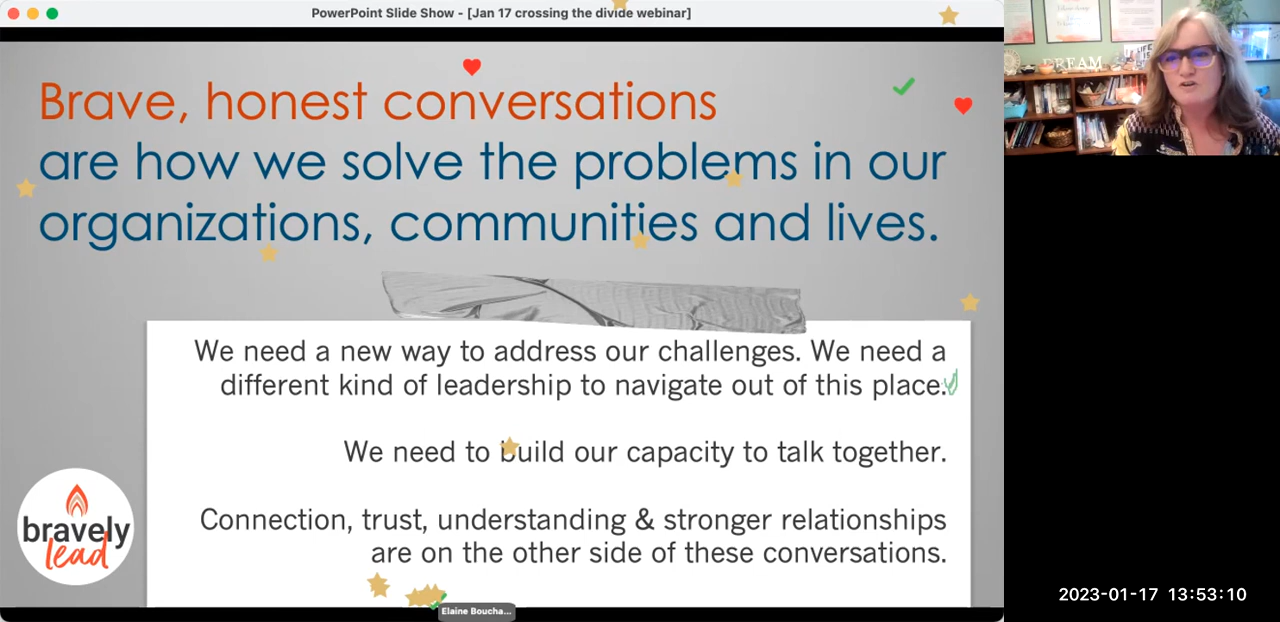 PowerPoint Slide Show - [Jan 17 crossing the divide webinar]
Brave, honest conversations
are how we solve the problems in our
organizations, communities and lives.
We need a new way to address our challenges. We need a
different kind of leadership to navigate out of this place.
We need to build our capacity to talk together.
Connection, trust, understanding & stronger relationships
are on the other side of these conversations.
bravely
lead
Elaine Boucha...
DREAM
2023-01-17 13:53:10